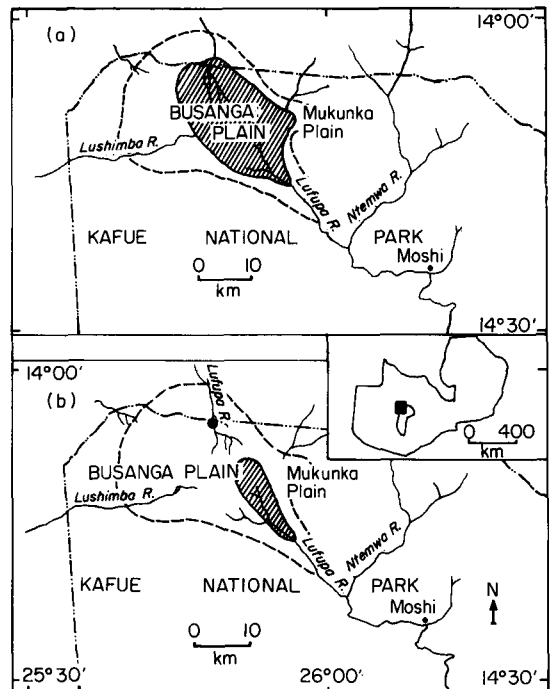 (a)
14°00'
BUSANGA
PLAIN
Mukunka
Plain
Lushimba R.
Lufupa R.
Ntemwa R.
KAFUE NATIONAL PARK
Moshi
0 10
km
14°30'
14°00'
(b)
Lufupa R.
0 400
km
BUSANGA PLAIN
Mukunka
Plain
Lushimba R.
Lufupa R.
Ntemwa R.
KAFUE NATIONAL PARK
Moshi
N
0 10
km
25°30' 26°00' 14°30'